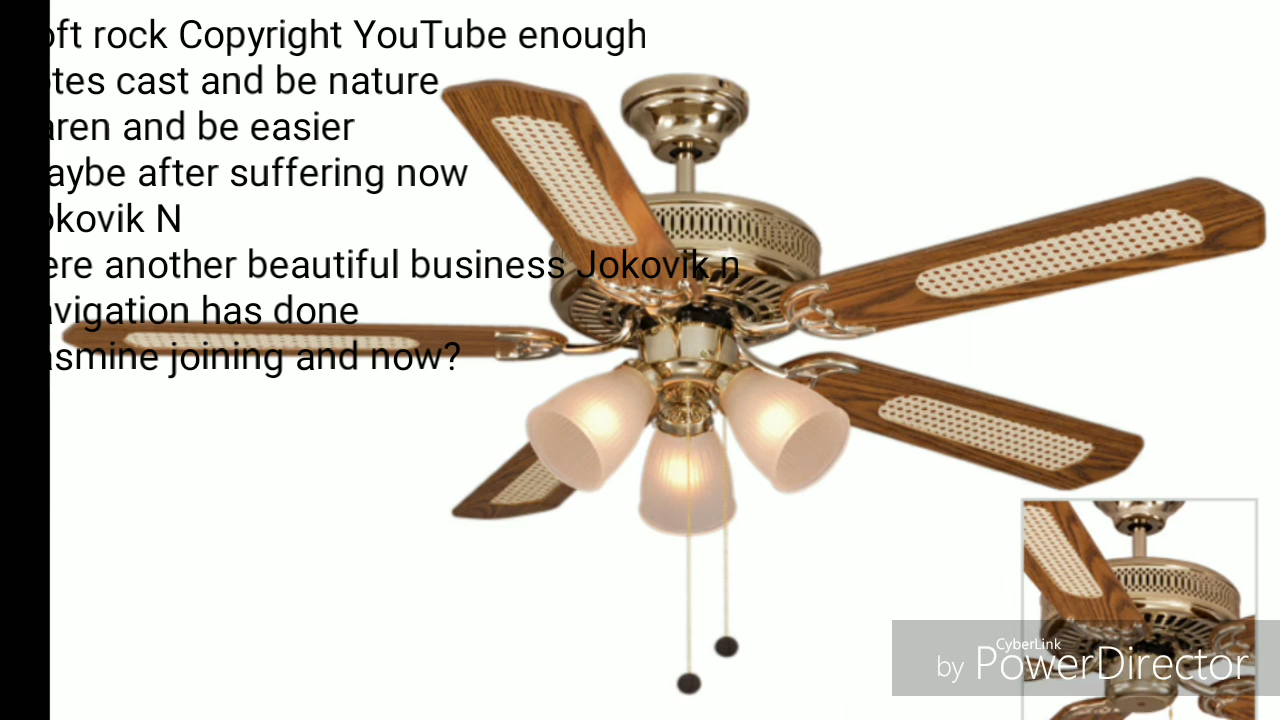 oft rock Copyright YouTube enough
otes cast and be nature
aren and be easier
aybe after suffering now
okovik N
ere another beautiful business Jokovik n
avigation has done
asmine joining and now?
CyberLink
by PowerDirector